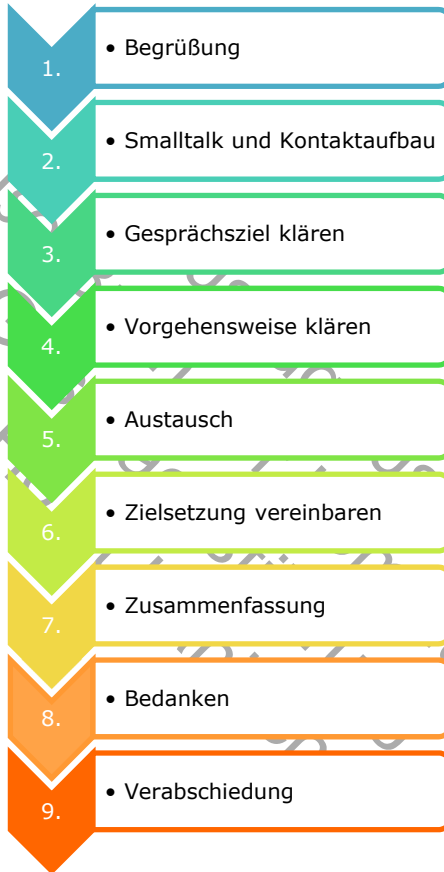 1.
• Begrüßung
2.
• Smalltalk und Kontaktaufbau
3.
• Gesprächsziel klären
4.
• Vorgehensweise klären
5.
• Austausch
6.
• Zielsetzung vereinbaren
7.
• Zusammenfassung
8.
• Bedanken
9.
• Verabschiedung